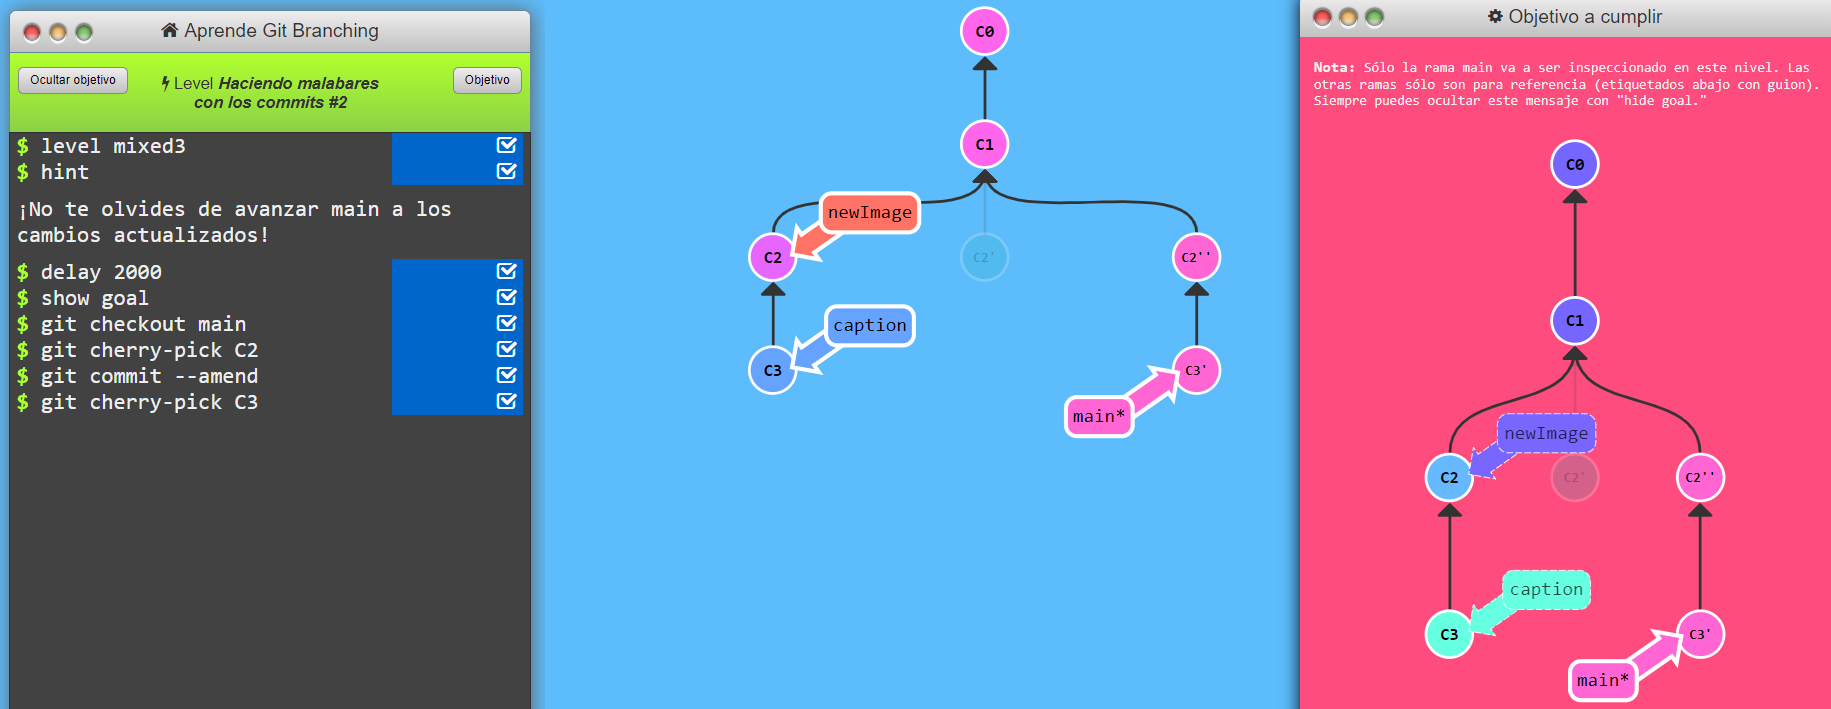 Aprende Git Branching
Ocultar objetivo
Level Haciendo malabares
con los commits #2
Objetivo
$ level mixed3
$ hint
¡No te olvides de avanzar main a los
cambios actualizados!
$ delay 2000
$ show goal
$ git checkout main
$ git cherry-pick C2
$ git commit --amend
$ git cherry-pick C3
C0
C1
newImage
C2
C2'
C2''
caption
C3
C3'
main*
Objetivo a cumplir
Nota: Sólo la rama main va a ser inspeccionado en este nivel. Las
otras ramas sólo son para referencia (etiquetados abajo con guion).
Siempre puedes ocultar este mensaje con "hide goal."
C0
C1
newImage
C2
C2'
C2''
caption
C3
C3'
main*